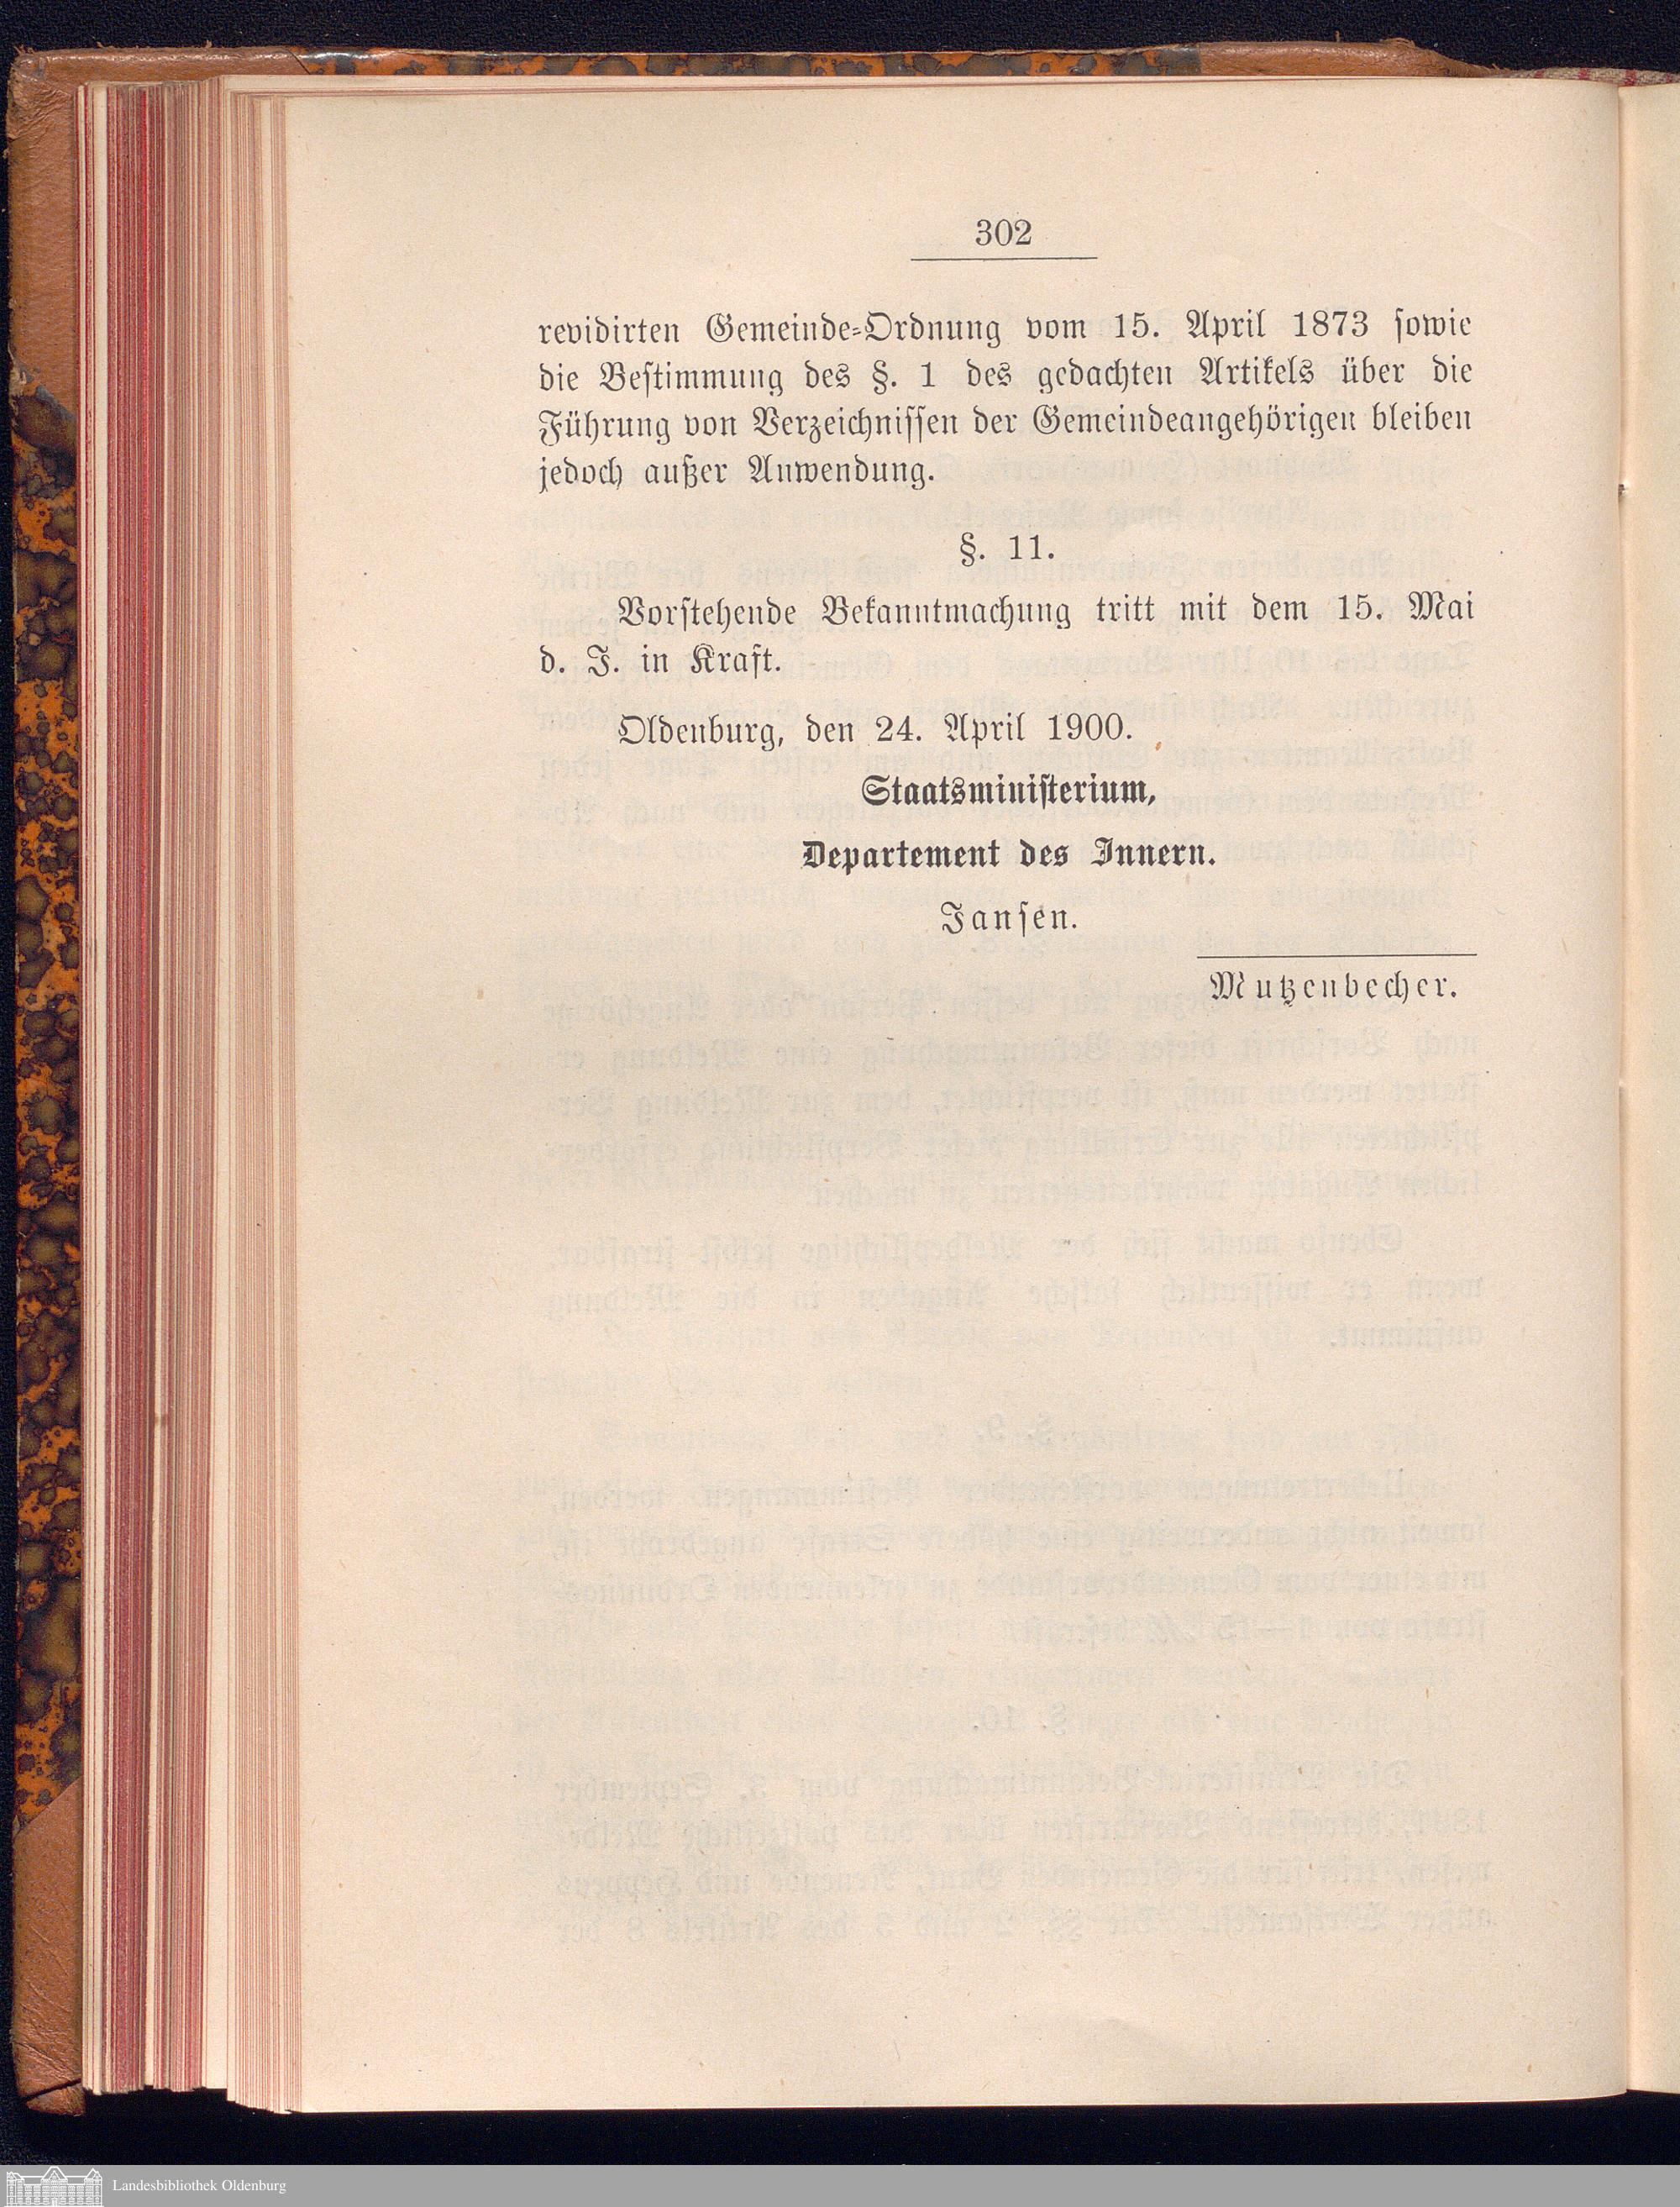 302
revidirten Gemeinde-Ordnung vom 15. April 1873 sowie
die Bestimmung des §. 1 des gedachten Artikels über die
Führung von Verzeichnissen der Gemeindeangehörigen bleiben
jedoch außer Anwendung.
§. 11.
Vorstehende Bekanntmachung tritt mit dem 15. Mai
d. J. in Kraft.
Oldenburg, den 24. April 1900.
Staatsministerium,
Departement des Innern.
Jansen.
Mutzenbecher.
Landesbibliothek Oldenburg